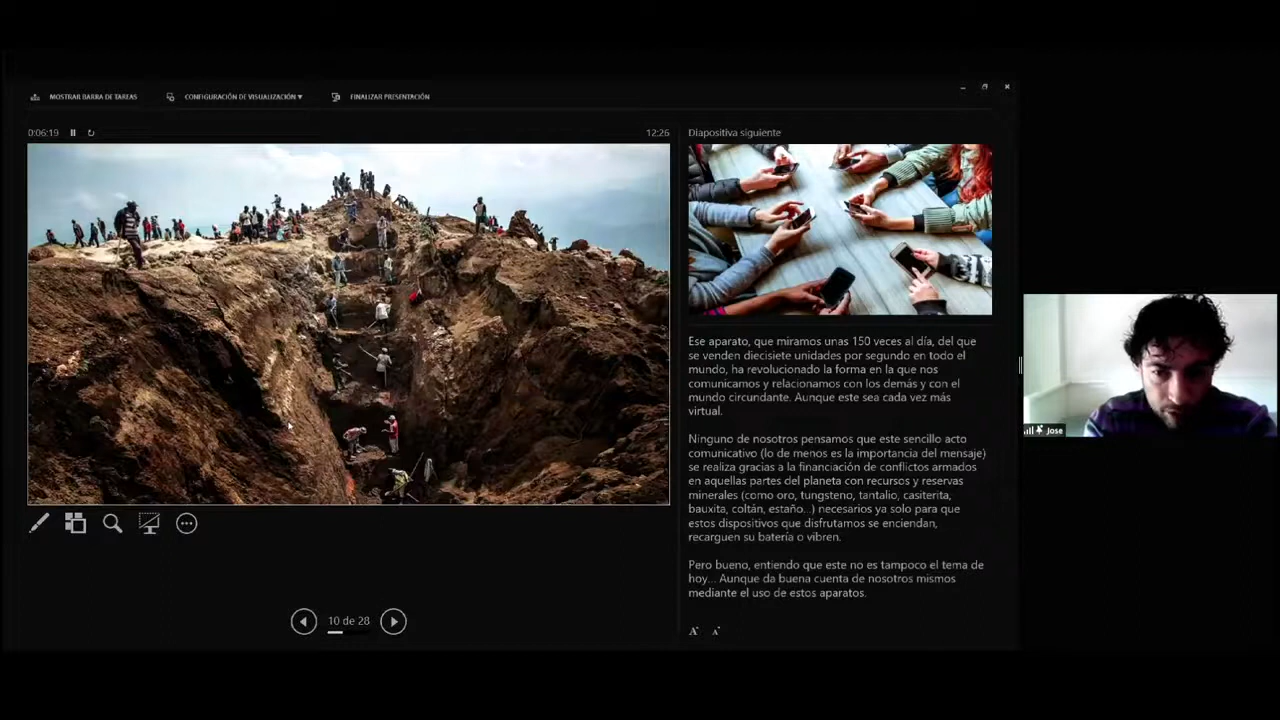 MOSTRAR BARRA DE TAREAS
CONFIGURACIÓN DE VISUALIZACIÓN ▼
FINALIZAR PRESENTACIÓN
0:06:19
12:26
Diapositiva siguiente
Ese aparato, que miramos unas 150 veces al día, del que
se venden diecisiete unidades por segundo en todo el
mundo, ha revolucionado la forma en la que nos
comunicamos y relacionamos con los demás y con el
mundo circundante. Aunque este sea cada vez más
virtual.
Ninguno de nosotros pensamos que este sencillo acto
comunicativo (lo de menos es la importancia del mensaje)
se realiza gracias a la financiación de conflictos armados
en aquellas partes del planeta con recursos y reservas
minerales (como oro, tungsteno, tantalio, casiterita,
bauxita, coltán, estaño...) necesarios ya solo para que
estos dispositivos que disfrutamos se enciendan,
recarguen su batería o vibren.
Pero bueno, entiendo que este no es tampoco el tema de
hoy... Aunque da buena cuenta de nosotros mismos
mediante el uso de estos aparatos.
Jose
10 de 28
A A